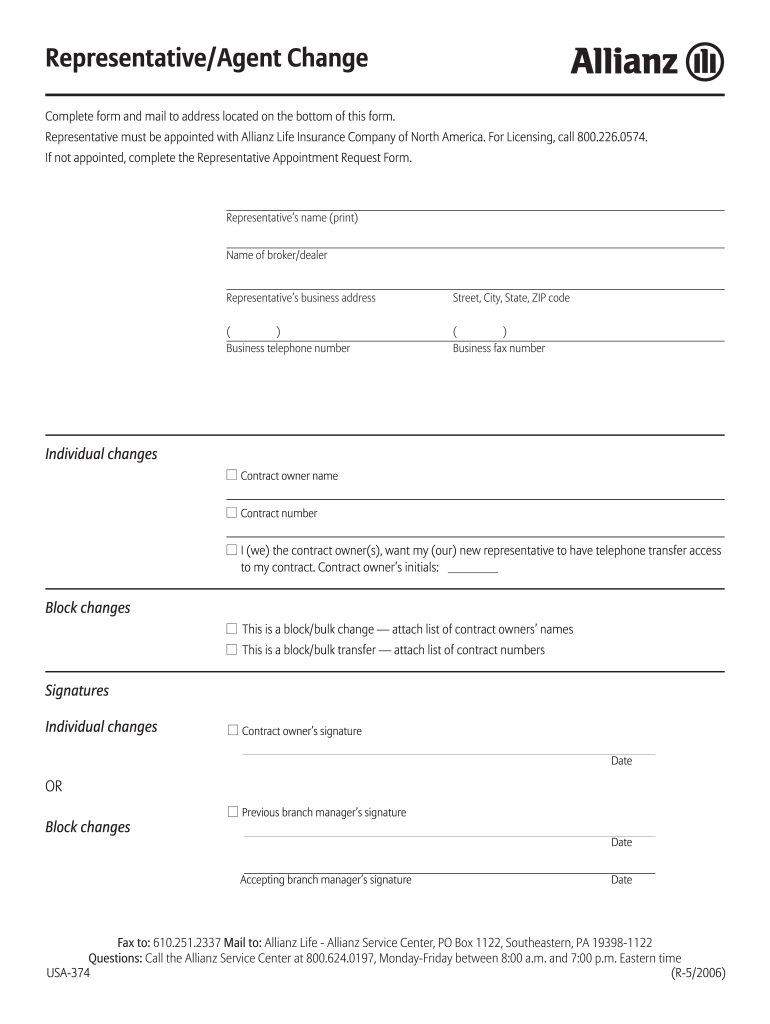 Representative/Agent Change
Allianz
Complete form and mail to address located on the bottom of this form.
Representative must be appointed with Allianz Life Insurance Company of North America. For Licensing, call 800.226.0574.
If not appointed, complete the Representative Appointment Request Form.
Representative's name (print)
Name of broker/dealer
Representative's business address Street, City, State, ZIP code
( ) ( )
Business telephone number Business fax number
Individual changes
☐ Contract owner name
☐ Contract number
☐ I (we) the contract owner(s), want my (our) new representative to have telephone transfer access
to my contract. Contract owner's initials: ________
Block changes
☐ This is a block/bulk change — attach list of contract owners' names
☐ This is a block/bulk transfer — attach list of contract numbers
Signatures
Individual changes
☐ Contract owner's signature
Date
OR
☐ Previous branch manager's signature
Block changes
Date
Accepting branch manager's signature Date
Fax to: 610.251.2337 Mail to: Allianz Life - Allianz Service Center, PO Box 1122, Southeastern, PA 19398-1122
Questions: Call the Allianz Service Center at 800.624.0197, Monday-Friday between 8:00 a.m. and 7:00 p.m. Eastern time
USA-374 (R-5/2006)